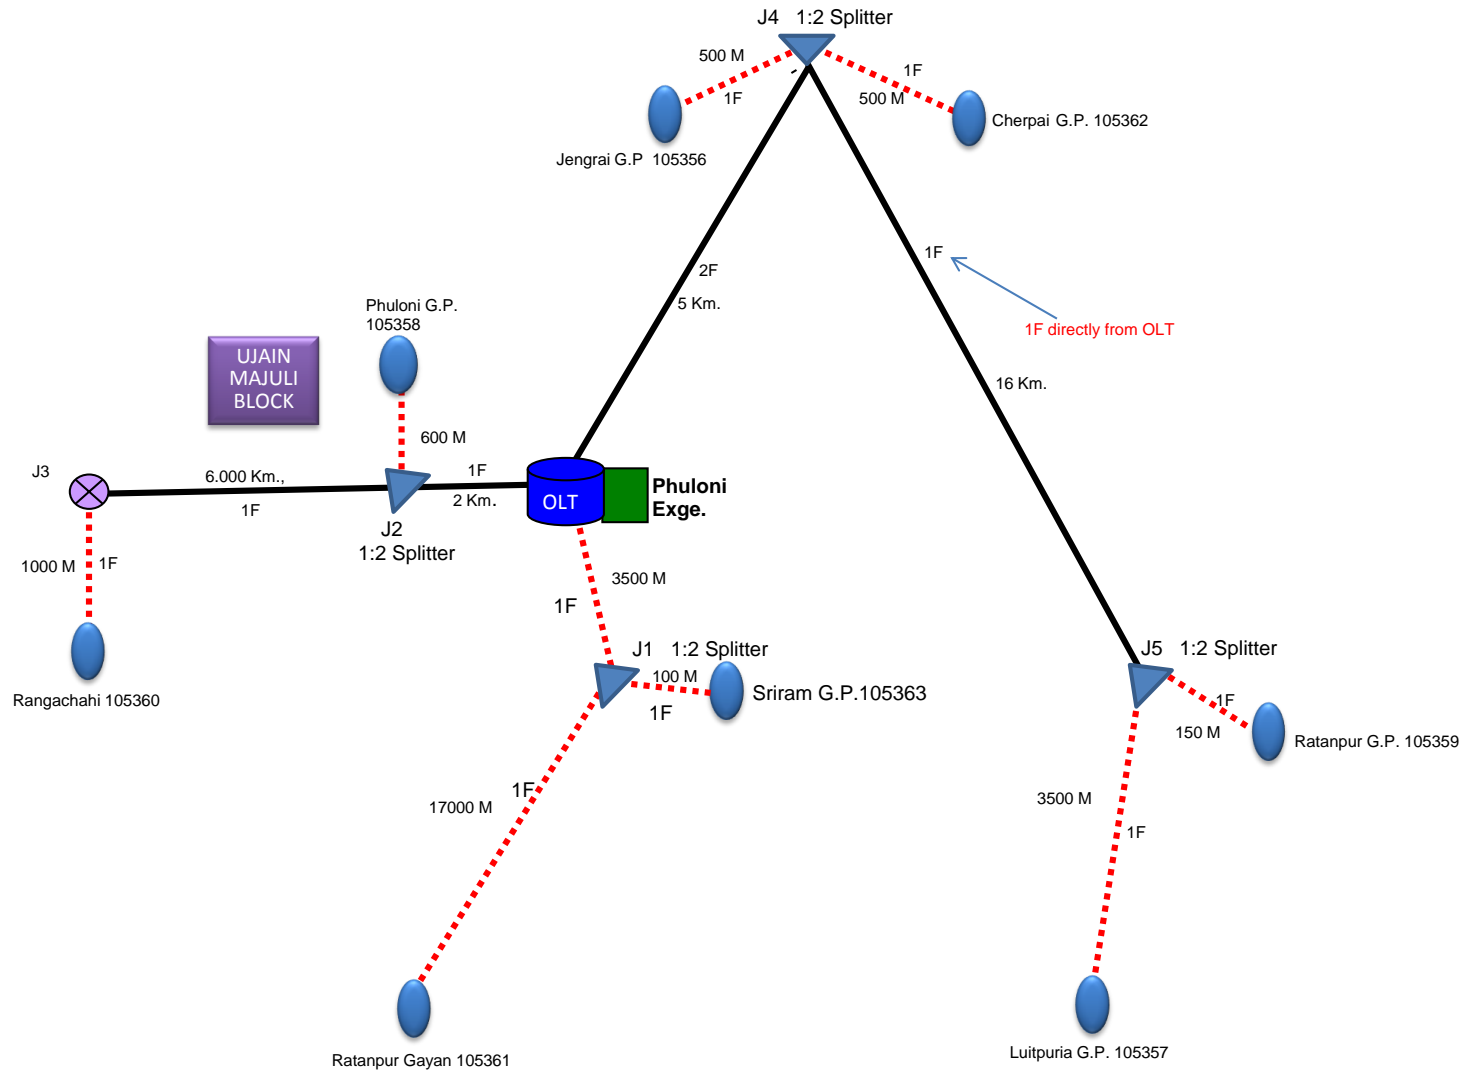 J4 1:2 Splitter
500 M
1F
1F
500 M
Cherpai G.P. 105362
Jengrai G.P 105356
1F
2F
5 Km.
1F directly from OLT
Phuloni G.P.
105358
UJAIN
MAJULI
BLOCK
16 Km.
600 M
J3
6.000 Km.,
1F
1F
2 Km.
OLT
Phuloni
Exge.
J2
1:2 Splitter
1000 M
1F
3500 M
1F
J1 1:2 Splitter
100 M
1F
Sriram G.P.105363
J5 1:2 Splitter
1F
150 M
Ratanpur G.P. 105359
Rangachahi 105360
1F
17000 M
3500 M
1F
Ratanpur Gayan 105361
Luitpuria G.P. 105357